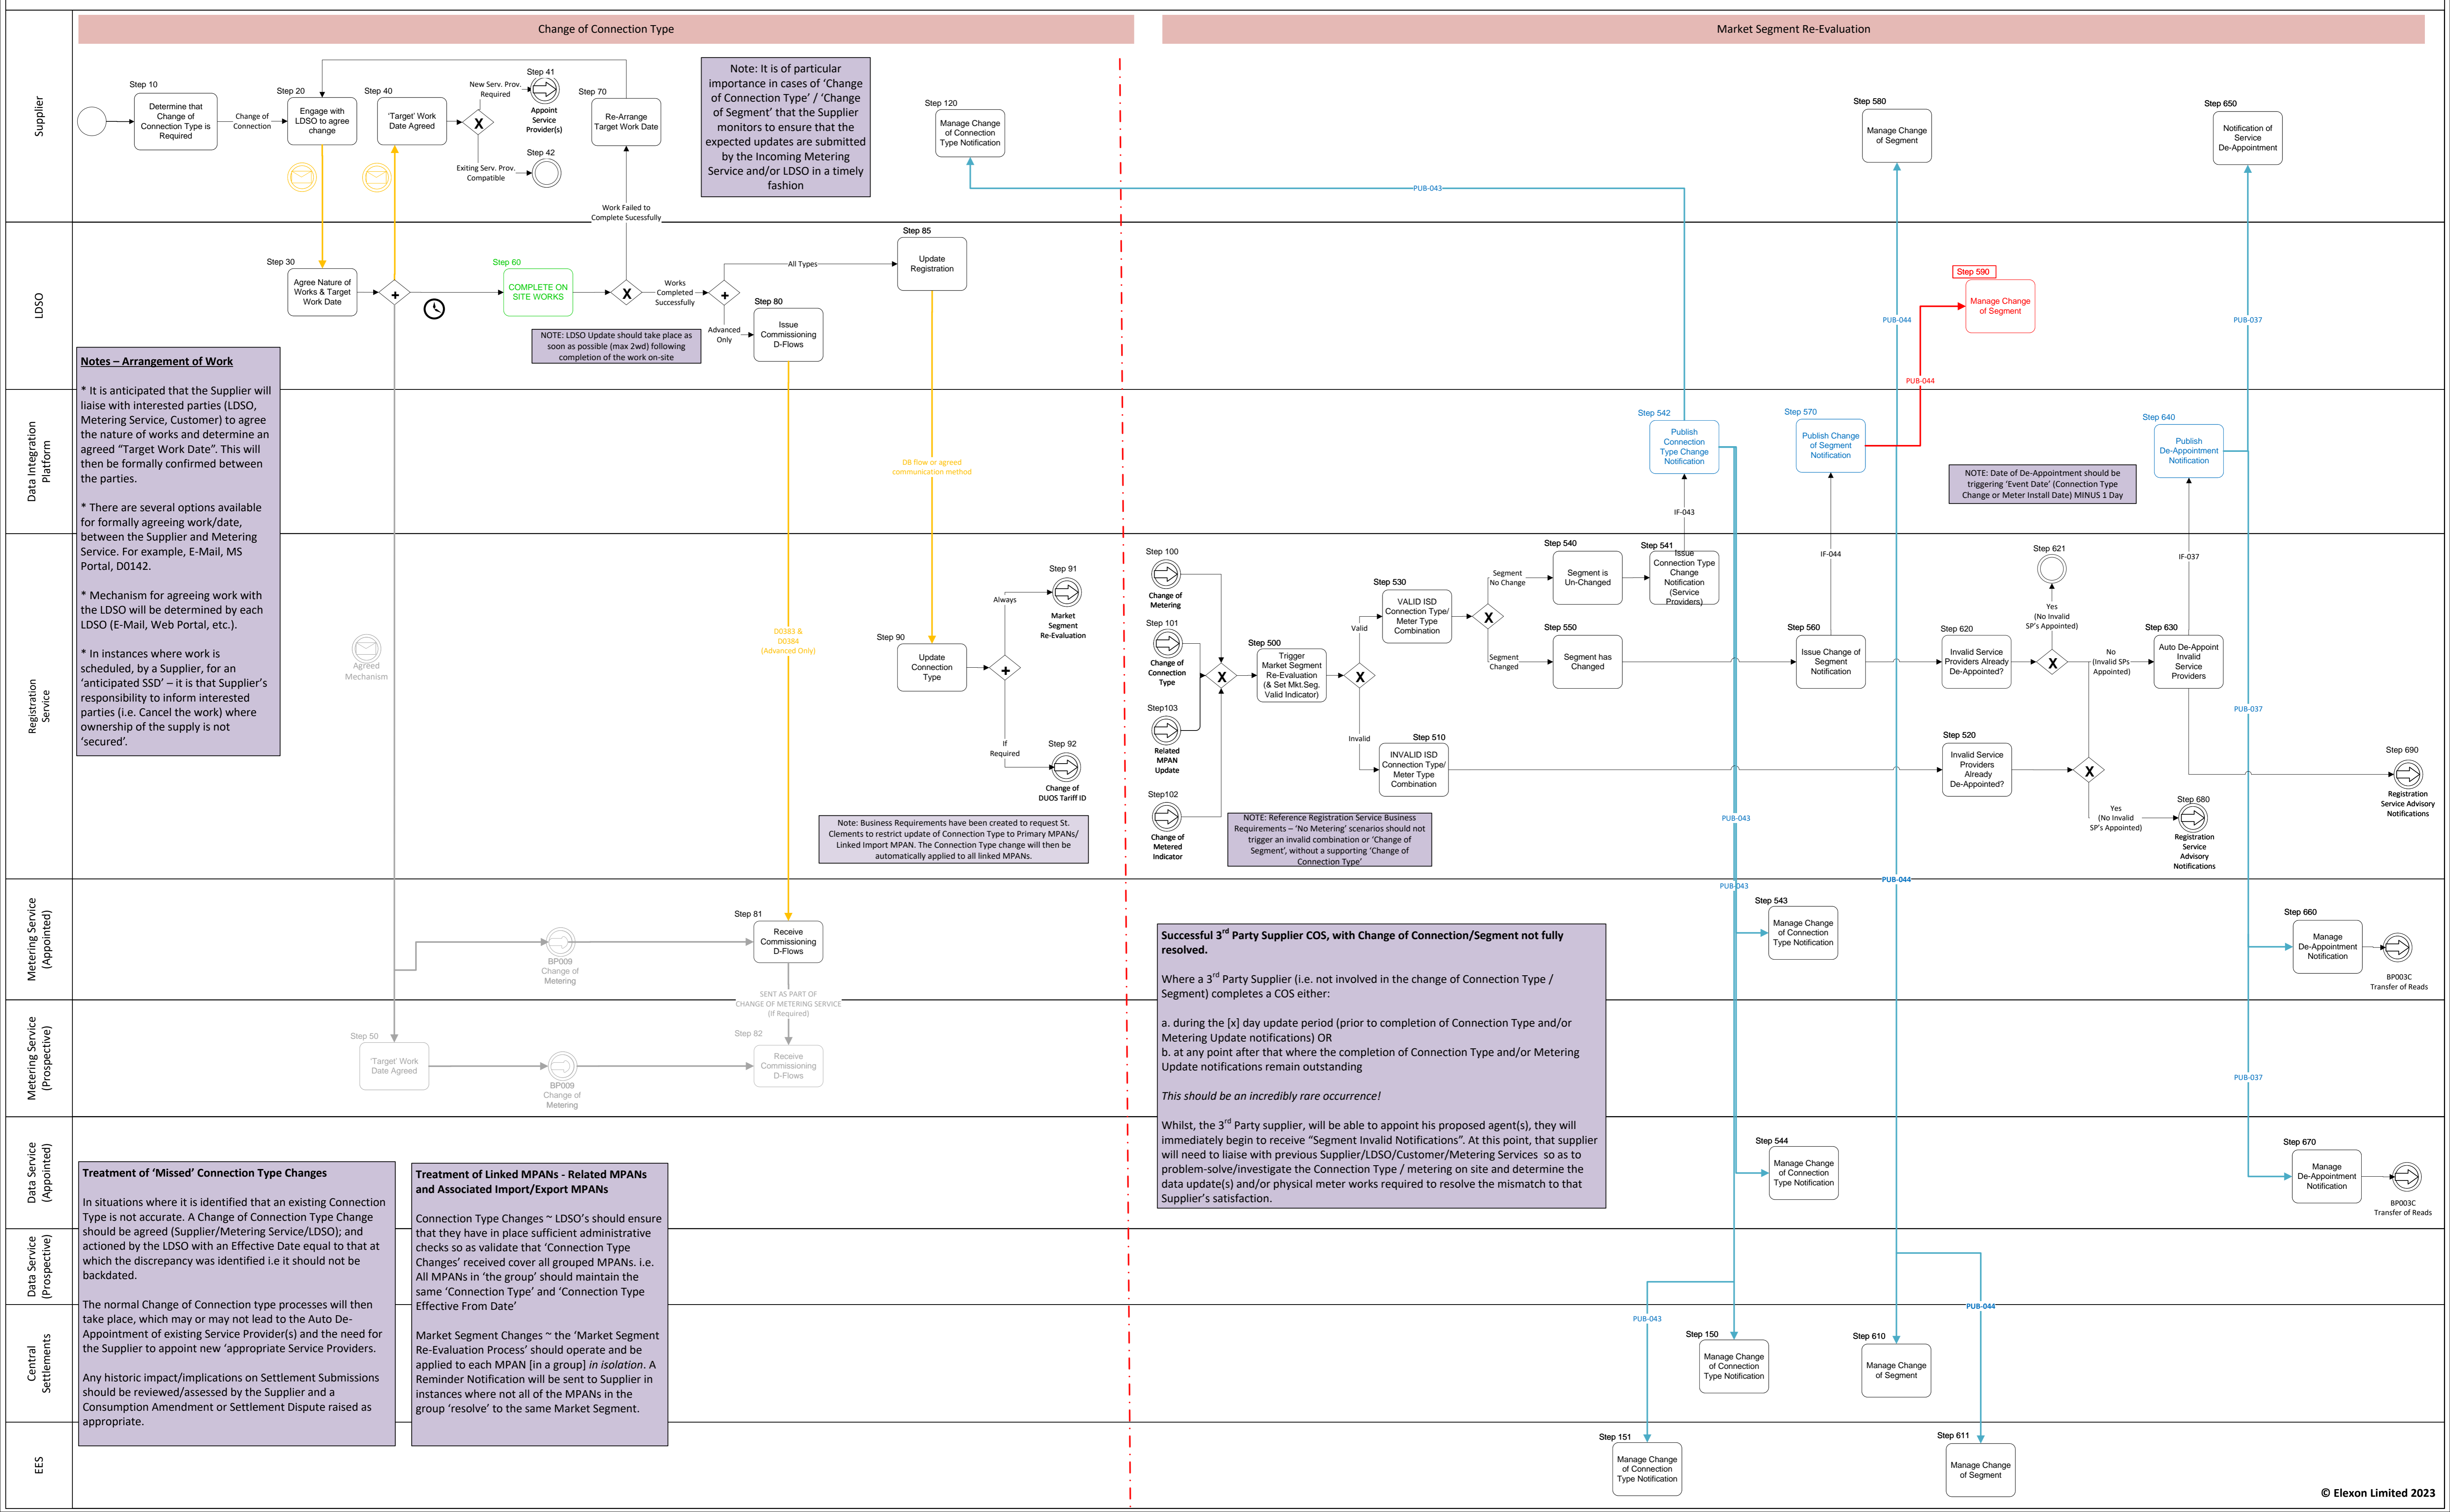 Change of Connection Type
Market Segment Re-Evaluation
Supplier
Step 10
Determine that
Change of
Connection Type is
Required
Change of
Connection
Step 20
Engage with
LDSO to agree
change
Step 40
'Target' Work
Date Agreed
X
New Serv. Prov.
Required
Step 41
Appoint
Service
Provider(s)
Exiting Serv. Prov.
Compatible
Step 42
Step 70
Re-Arrange
Target Work Date
Work Failed to
Complete Sucessfully
Note: It is of particular
importance in cases of ‘Change
of Connection Type’ / ‘Change
of Segment’ that the Supplier
monitors to ensure that the
expected updates are submitted
by the Incoming Metering
Service and/or LDSO in a timely
fashion
Step 120
Manage Change
of Connection
Type Notification
PUB-043
Step 580
Manage Change
of Segment
Step 650
Notification of
Service
De-Appointment
LDSO
Step 30
Agree Nature of
Works & Target
Work Date
+
Step 60
COMPLETE ON
SITE WORKS
X
Works
Completed
Successfully
+
All Types
Advanced
Only
Step 80
Issue
Commissioning
D-Flows
Step 85
Update
Registration
NOTE: LDSO Update should take place as
soon as possible (max 2wd) following
completion of the work on-site
Step 590
Manage Change
of Segment
PUB-044
PUB-044
PUB-037
Notes – Arrangement of Work
* It is anticipated that the Supplier will
liaise with interested parties (LDSO,
Metering Service, Customer) to agree
the nature of works and determine an
agreed “Target Work Date”. This will
then be formally confirmed between
the parties.
* There are several options available
for formally agreeing work/date,
between the Supplier and Metering
Service. For example, E-Mail, MS
Portal, D0142.
* Mechanism for agreeing work with
the LDSO will be determined by each
LDSO (E-Mail, Web Portal, etc.).
* In instances where work is
scheduled, by a Supplier, for an
‘anticipated SSD’ – it is that Supplier’s
responsibility to inform interested
parties (i.e. Cancel the work) where
ownership of the supply is not
‘secured’.
Data Integration
Platform
DB flow or agreed
communication method
Step 542
Publish
Connection
Type Change
Notification
IF-043
Step 570
Publish Change
of Segment
Notification
Step 640
Publish
De-Appointment
Notification
NOTE: Date of De-Appointment should be
triggering ‘Event Date’ (Connection Type
Change or Meter Install Date) MINUS 1 Day
Registration
Service
Agreed
Mechanism
D0383 &
D0384
(Advanced Only)
Step 90
Update
Connection
Type
+
Always
Step 91
Market
Segment
Re-Evaluation
If
Required
Step 92
Change of
DUOS Tariff ID
Note: Business Requirements have been created to request St.
Clements to restrict update of Connection Type to Primary MPANs/
Linked Import MPAN. The Connection Type change will then be
automatically applied to all linked MPANs.
Step 100
Change of
Metering
Step 101
Change of
Connection
Type
Step103
Related
MPAN
Update
Step102
Change of
Metered
Indicator
X
Step 500
Trigger
Market Segment
Re-Evaluation
(& Set Mkt.Seg.
Valid Indicator)
X
Valid
Invalid
Step 530
VALID ISD
Connection Type/
Meter Type
Combination
Step 510
INVALID ISD
Connection Type/
Meter Type
Combination
X
Segment
No Change
Segment
Changed
Step 540
Segment is
Un-Changed
Step 550
Segment has
Changed
Step 541
Issue
Connection Type
Change
Notification
(Service
Providers)
IF-044
Step 560
Issue Change of
Segment
Notification
Step 620
Invalid Service
Providers Already
De-Appointed?
Step 520
Invalid Service
Providers
Already
De-Appointed?
Step 621
Yes
(No Invalid
SP’s Appointed)
X
No
(Invalid SPs
Appointed)
X
Yes
(No Invalid
SP’s Appointed)
Step 680
Registration
Service
Advisory
Notifications
IF-037
Step 630
Auto De-Appoint
Invalid
Service
Providers
PUB-037
Step 690
Registration
Service Advisory
Notifications
NOTE: Reference Registration Service Business
Requirements – ‘No Metering’ scenarios should not
trigger an invalid combination or ‘Change of
Segment’, without a supporting ‘Change of
Connection Type’
PUB-043
PUB-044
PUB-043
Metering Service
(Appointed)
BP009
Change of
Metering
Step 81
Receive
Commissioning
D-Flows
SENT AS PART OF
CHANGE OF METERING SERVICE
(If Required)
Step 543
Manage Change
of Connection
Type Notification
Step 660
Manage
De-Appointment
Notification
BP003C
Transfer of Reads
Successful 3rd Party Supplier COS, with Change of Connection/Segment not fully
resolved.
Where a 3rd Party Supplier (i.e. not involved in the change of Connection Type /
Segment) completes a COS either:
a. during the [x] day update period (prior to completion of Connection Type and/or
Metering Update notifications) OR
b. at any point after that where the completion of Connection Type and/or Metering
Update notifications remain outstanding
This should be an incredibly rare occurrence!
Whilst, the 3rd Party supplier, will be able to appoint his proposed agent(s), they will
immediately begin to receive “Segment Invalid Notifications”. At this point, that supplier
will need to liaise with previous Supplier/LDSO/Customer/Metering Services so as to
problem-solve/investigate the Connection Type / metering on site and determine the
data update(s) and/or physical meter works required to resolve the mismatch to that
Supplier’s satisfaction.
Metering Service
(Prospective)
Step 50
'Target' Work
Date Agreed
BP009
Change of
Metering
Step 82
Receive
Commissioning
D-Flows
PUB-037
Data Service
(Appointed)
Step 544
Manage Change
of Connection
Type Notification
Step 670
Manage
De-Appointment
Notification
BP003C
Transfer of Reads
Treatment of ‘Missed’ Connection Type Changes
In situations where it is identified that an existing Connection
Type is not accurate. A Change of Connection Type Change
should be agreed (Supplier/Metering Service/LDSO); and
actioned by the LDSO with an Effective Date equal to that at
which the discrepancy was identified i.e it should not be
backdated.
The normal Change of Connection type processes will then
take place, which may or may not lead to the Auto De-
Appointment of existing Service Provider(s) and the need for
the Supplier to appoint new ‘appropriate Service Providers.
Any historic impact/implications on Settlement Submissions
should be reviewed/assessed by the Supplier and a
Consumption Amendment or Settlement Dispute raised as
appropriate.
Treatment of Linked MPANs - Related MPANs
and Associated Import/Export MPANs
Connection Type Changes ~ LDSO’s should ensure
that they have in place sufficient administrative
checks so as validate that ‘Connection Type
Changes’ received cover all grouped MPANs. i.e.
All MPANs in ‘the group’ should maintain the
same ‘Connection Type’ and ‘Connection Type
Effective From Date’
Market Segment Changes ~ the ‘Market Segment
Re-Evaluation Process’ should operate and be
applied to each MPAN [in a group] in isolation. A
Reminder Notification will be sent to Supplier in
instances where not all of the MPANs in the
group ‘resolve’ to the same Market Segment.
Data Service
(Prospective)
Central
Settlements
PUB-043
PUB-044
Step 150
Manage Change
of Connection
Type Notification
Step 610
Manage Change
of Segment
EES
Step 151
Manage Change
of Connection
Type Notification
Step 611
Manage Change
of Segment
© Elexon Limited 2023